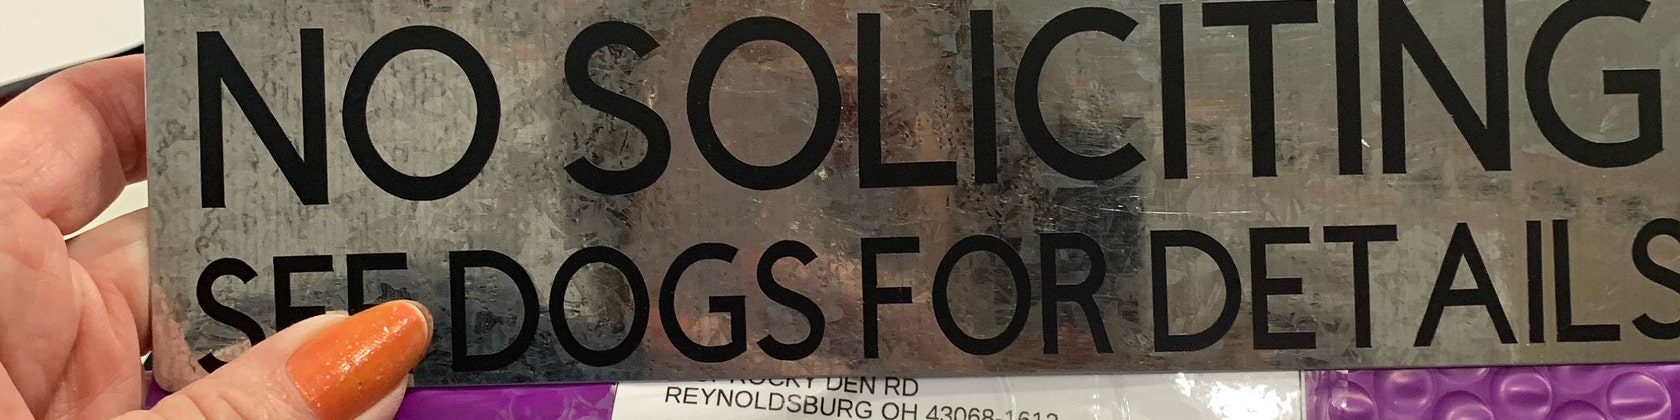 NO SOLICITING
SEE DOGS FOR DETAILS
ROCKY DEN RD
REYNOLDSBURG OH 43068-1612